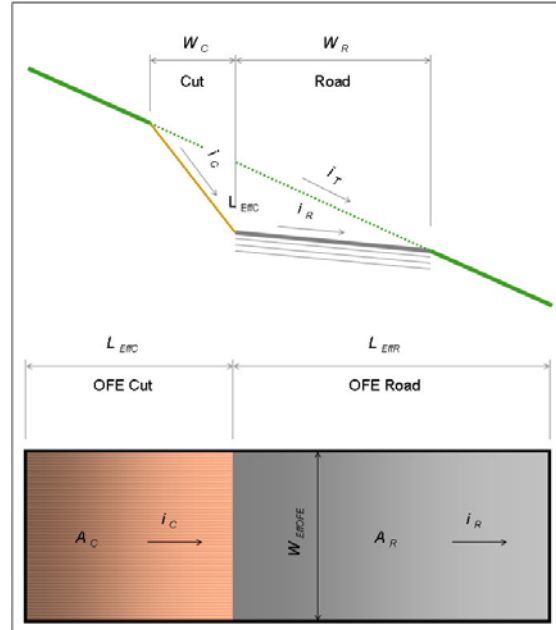 W C W R
Cut Road
i C
i T
L EffC
i R
L EffC L EffR
OFE Cut OFE Road
A C i C W EffOFE A R i R